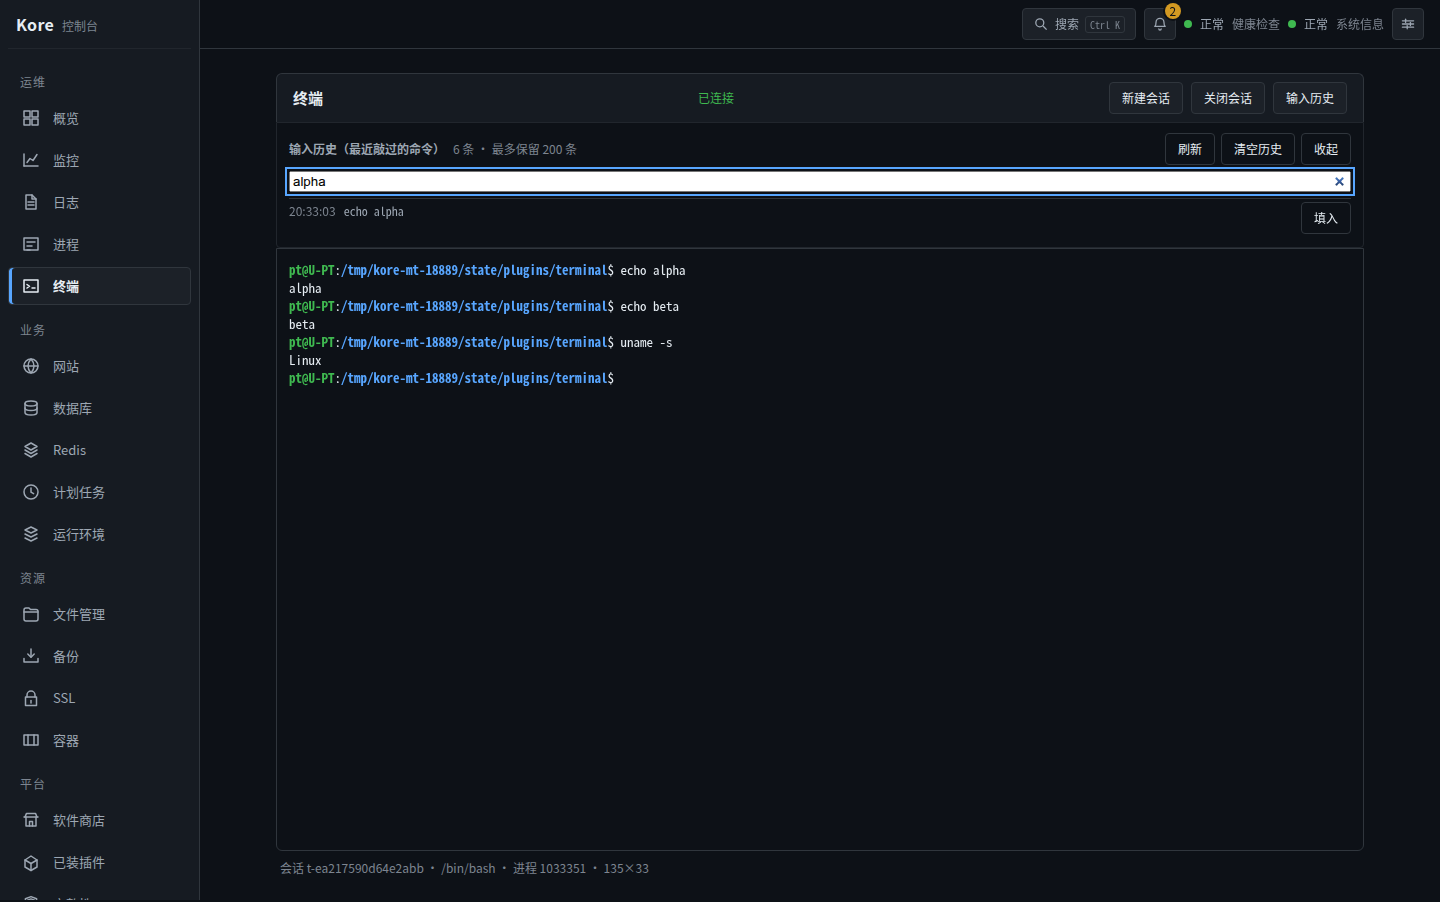 Kore 控制台
搜索 Ctrl K
2
正常 健康检查
正常 系统信息
运维
概览
监控
日志
进程
终端
业务
网站
数据库
Redis
计划任务
运行环境
资源
文件管理
备份
SSL
容器
平台
软件商店
已装插件
终端
已连接
新建会话 关闭会话 输入历史
输入历史（最近敲过的命令） 6 条 · 最多保留 200 条
刷新 清空历史 收起
alpha
20:33:03 echo alpha
填入
pt@U-PT:/tmp/kore-mt-18889/state/plugins/terminal$ echo alpha
alpha
pt@U-PT:/tmp/kore-mt-18889/state/plugins/terminal$ echo beta
beta
pt@U-PT:/tmp/kore-mt-18889/state/plugins/terminal$ uname -s
Linux
pt@U-PT:/tmp/kore-mt-18889/state/plugins/terminal$
会话 t-ea217590d64e2abb · /bin/bash · 进程 1033351 · 135×33